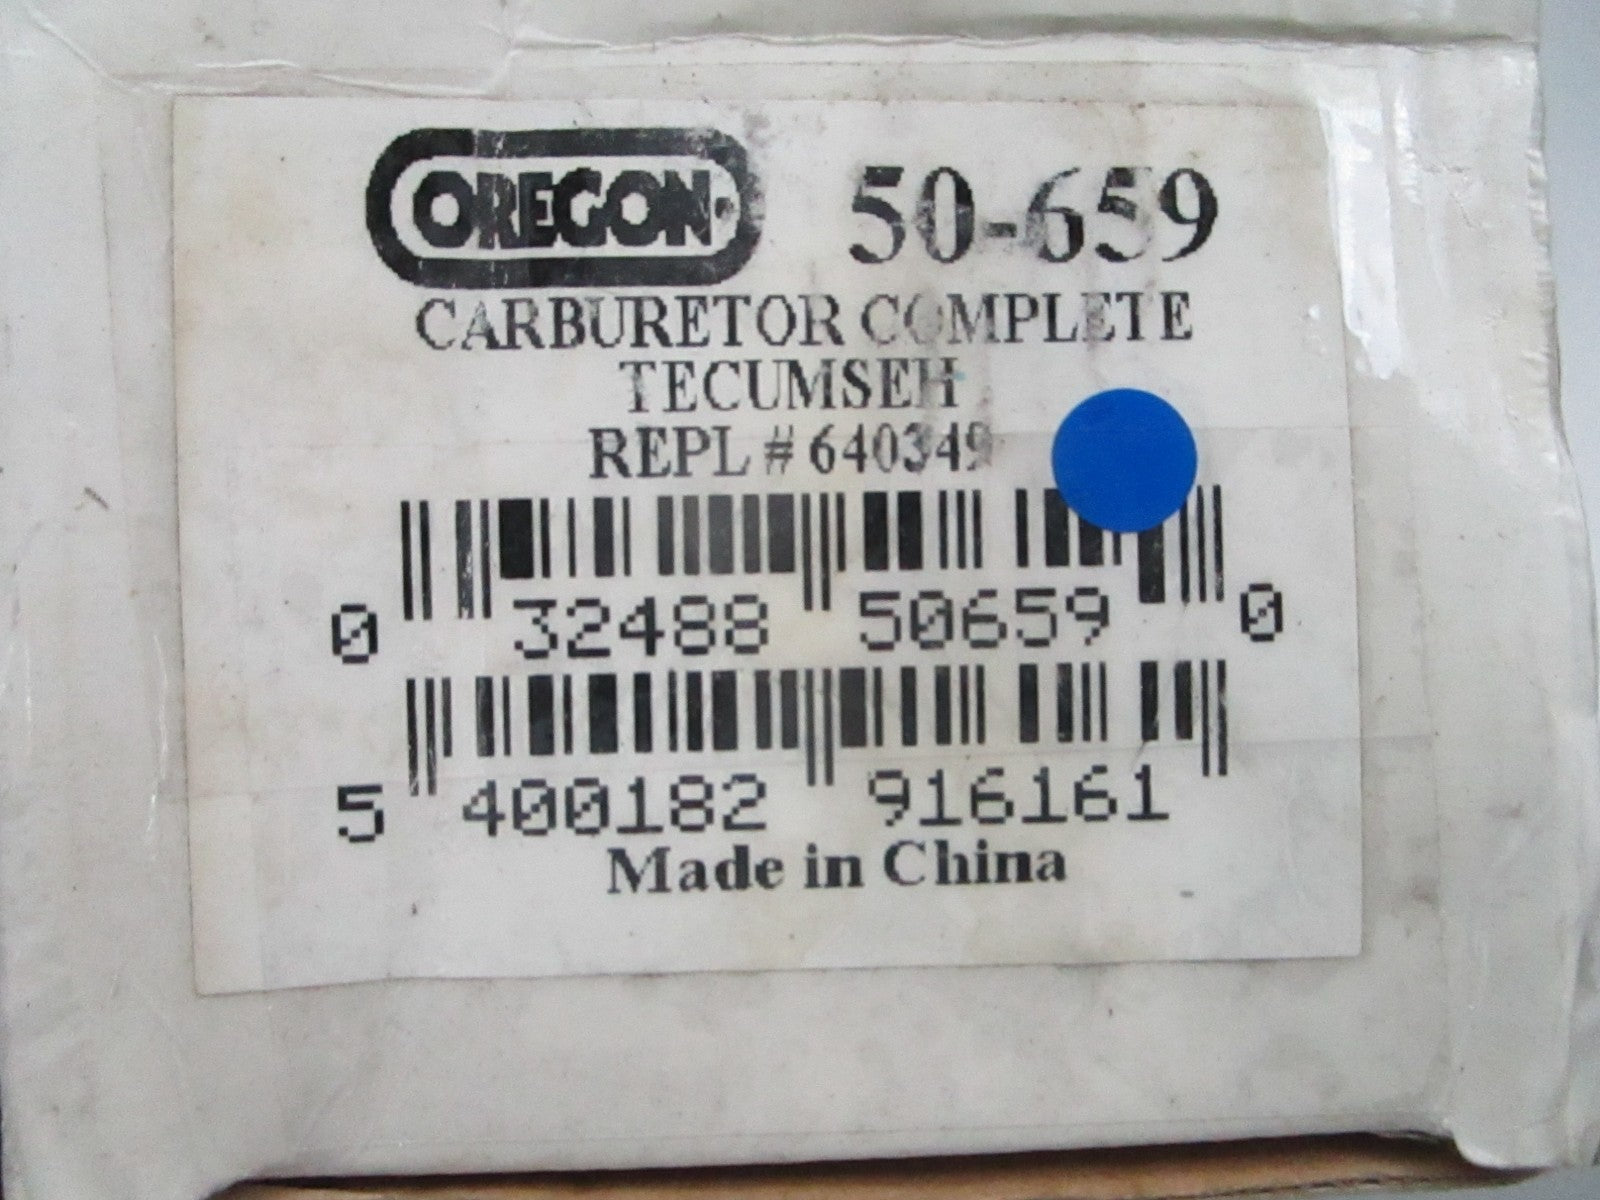 OREGON 50-659
CARBURETOR COMPLETE
TECUMSEH
REPL # 640349
0 32488 50659 0
5 400182 916161
Made in China